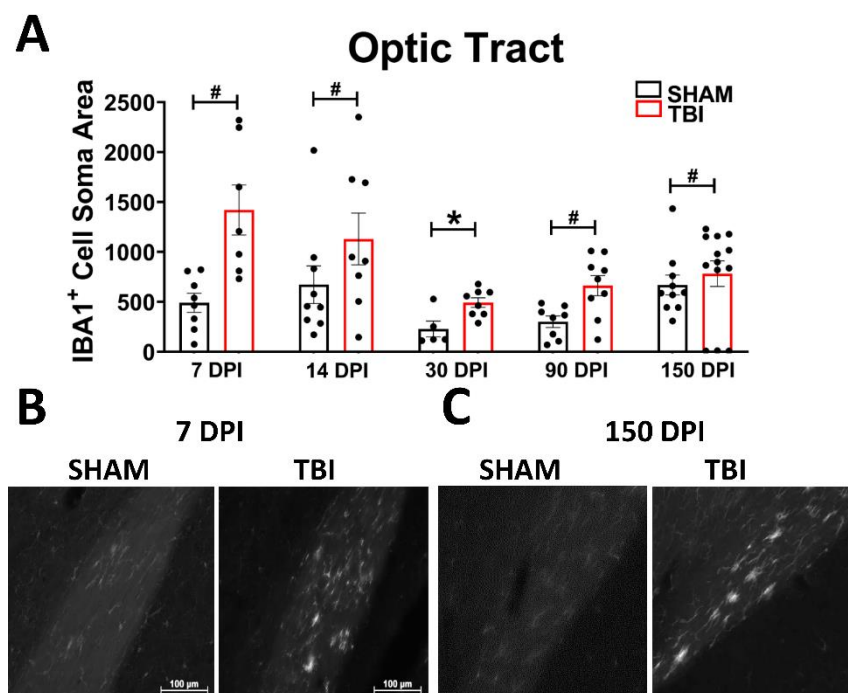 A
Optic Tract
IBA1+ Cell Soma Area
2500
2000
1500
1000
500
0
#
#
*
#
#
SHAM
TBI
7 DPI
14 DPI
30 DPI
90 DPI
150 DPI
B
7 DPI
SHAM
TBI
100 µm
100 µm
C
150 DPI
SHAM
TBI